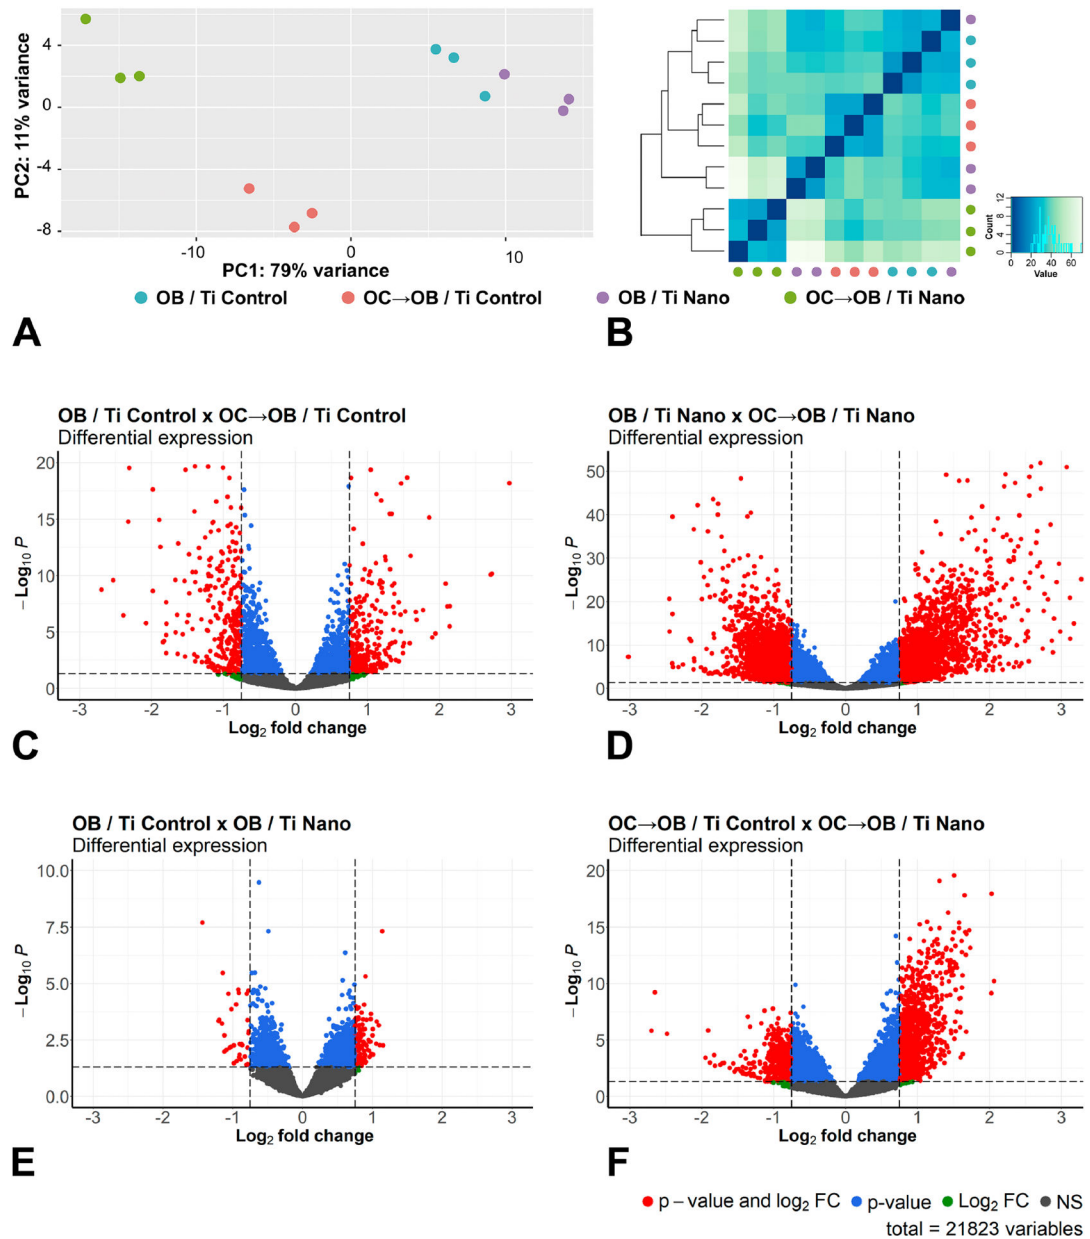 4
0
-4
-8
PC2: 11% variance
-10
0
10
PC1: 79% variance
12
8
4
0
Count
0 20 40 60
Value
OB / Ti Control
OC→OB / Ti Control
OB / Ti Nano
OC→OB / Ti Nano
A
B
OB / Ti Control x OC→OB / Ti Control
Differential expression
20
15
10
5
0
– Log₁₀ P
-3 -2 -1 0 1 2 3
Log₂ fold change
C
OB / Ti Nano x OC→OB / Ti Nano
Differential expression
50
40
30
20
10
0
– Log₁₀ P
-3 -2 -1 0 1 2 3
Log₂ fold change
D
OB / Ti Control x OB / Ti Nano
Differential expression
10.0
7.5
5.0
2.5
0.0
– Log₁₀ P
-3 -2 -1 0 1 2 3
Log₂ fold change
E
OC→OB / Ti Control x OC→OB / Ti Nano
Differential expression
20
15
10
5
0
– Log₁₀ P
-3 -2 -1 0 1 2 3
Log₂ fold change
F
p – value and log₂ FC p-value Log₂ FC NS
total = 21823 variables